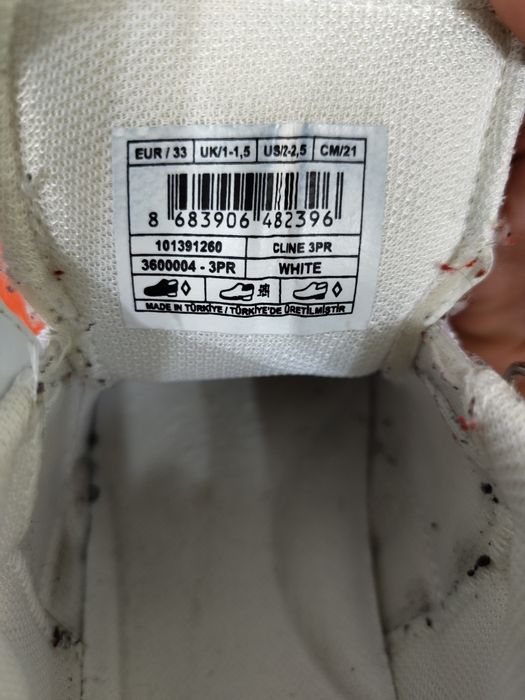 EUR / 33 UK/1-1,5 US/2-2,5 CM/21
8 683906 482396
101391260 CLINE 3PR
3600004 - 3PR WHITE
MADE IN TÜRKİYE / TÜRKİYE'DE ÜRETİLMİŞTİR